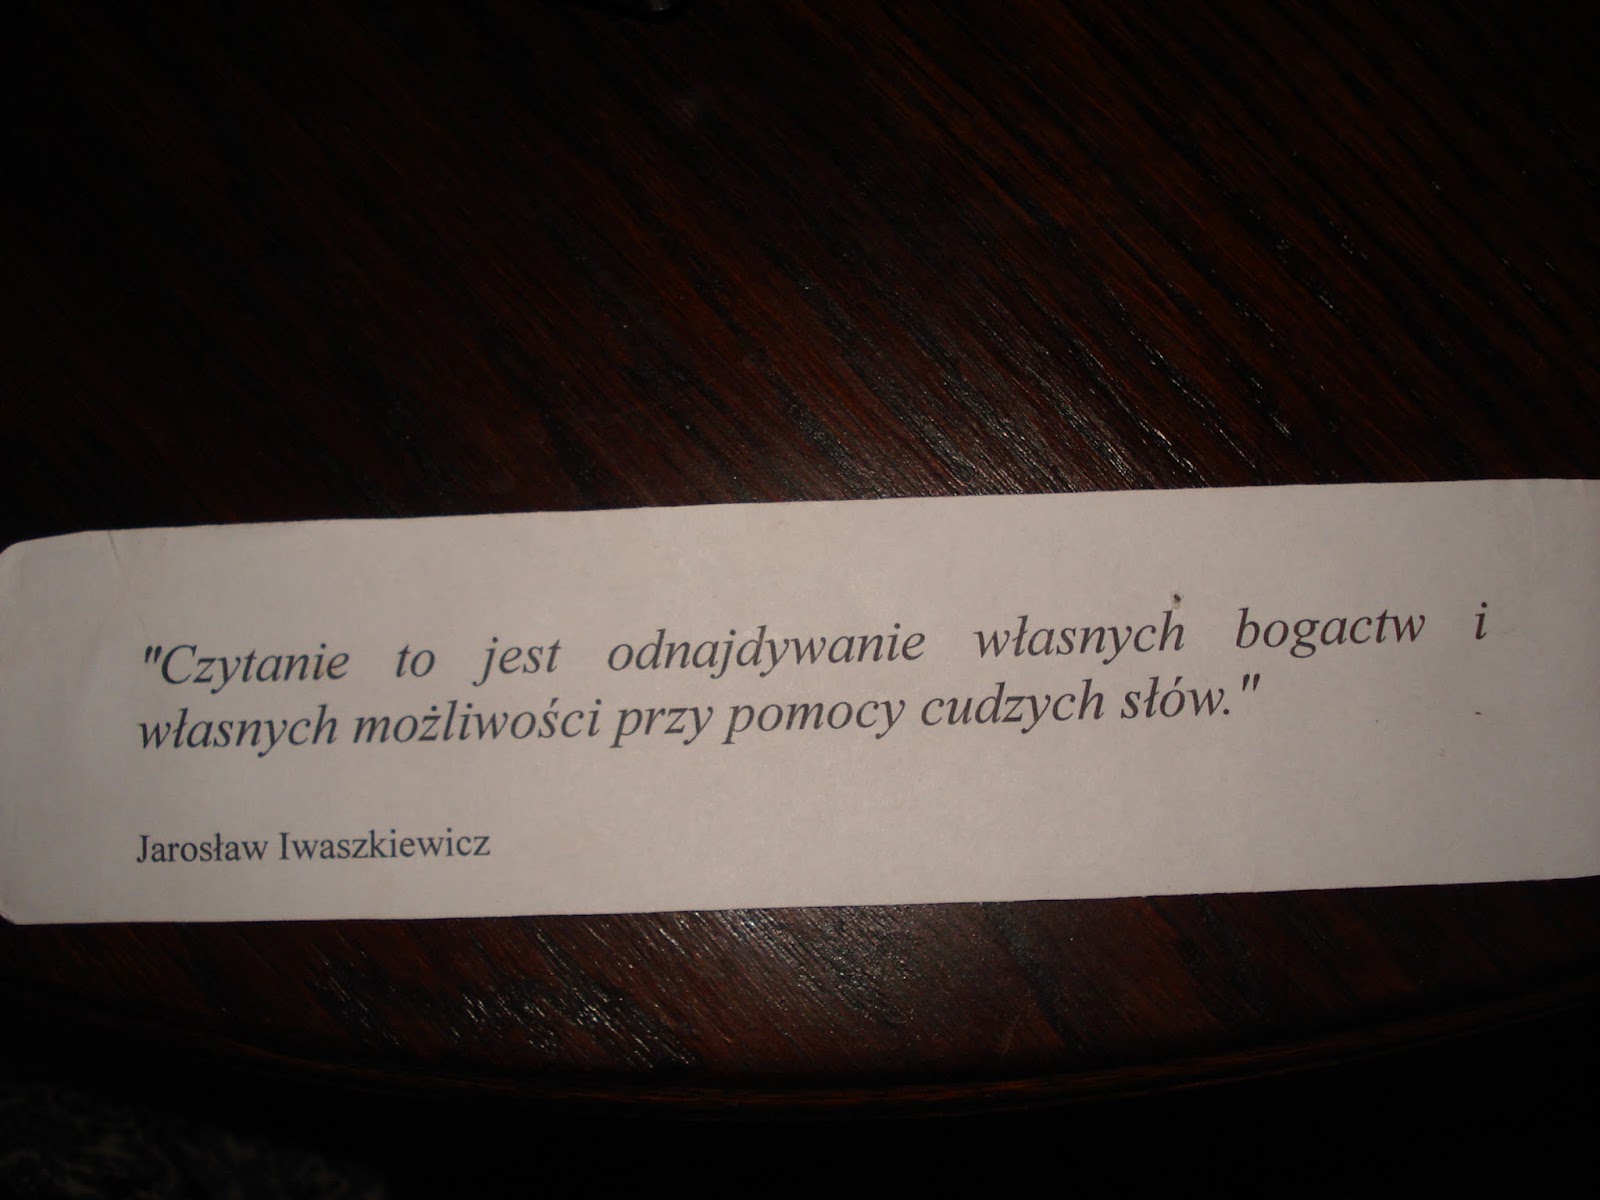 "Czytanie to jest odnajdywanie własnych bogactw i
własnych możliwości przy pomocy cudzych słów."
Jarosław Iwaszkiewicz